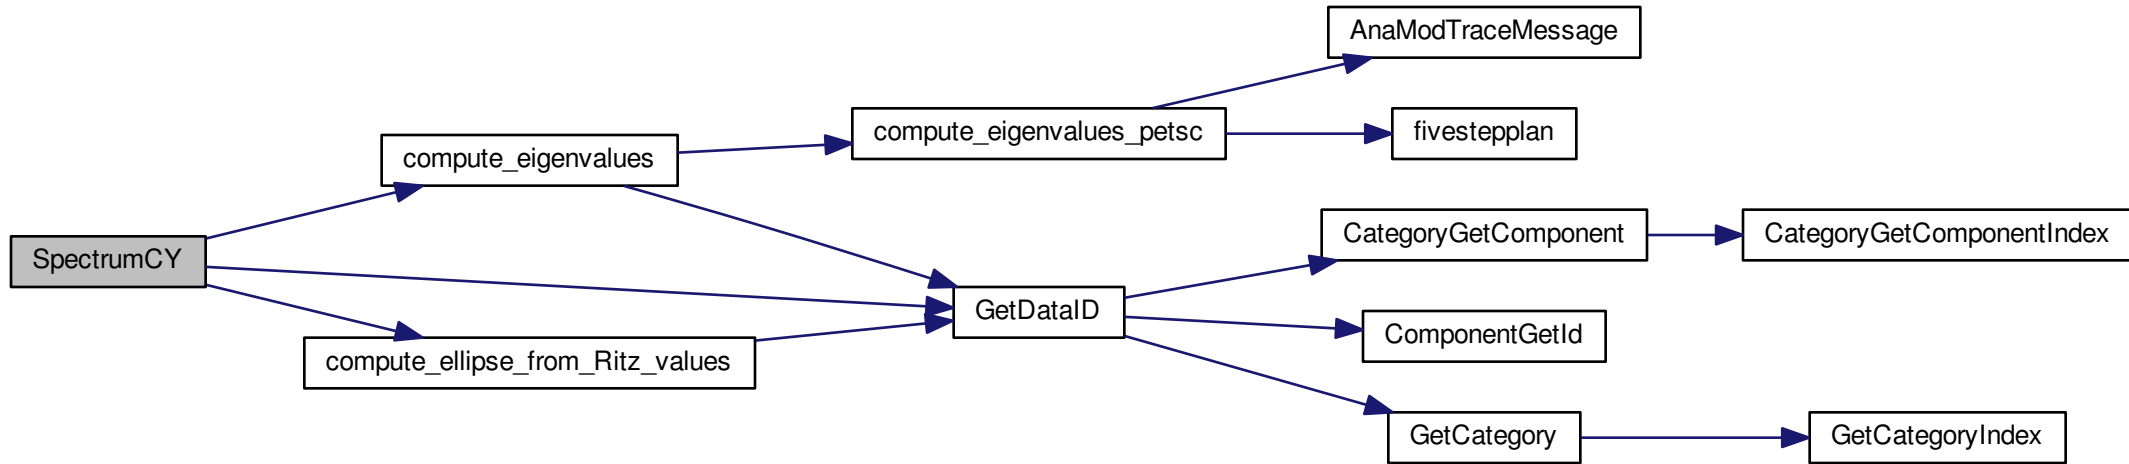 AnaModTraceMessage
compute_eigenvalues_petsc
fivestepplan
compute_eigenvalues
CategoryGetComponent
CategoryGetComponentIndex
SpectrumCY
GetDataID
ComponentGetId
compute_ellipse_from_Ritz_values
GetCategory
GetCategoryIndex